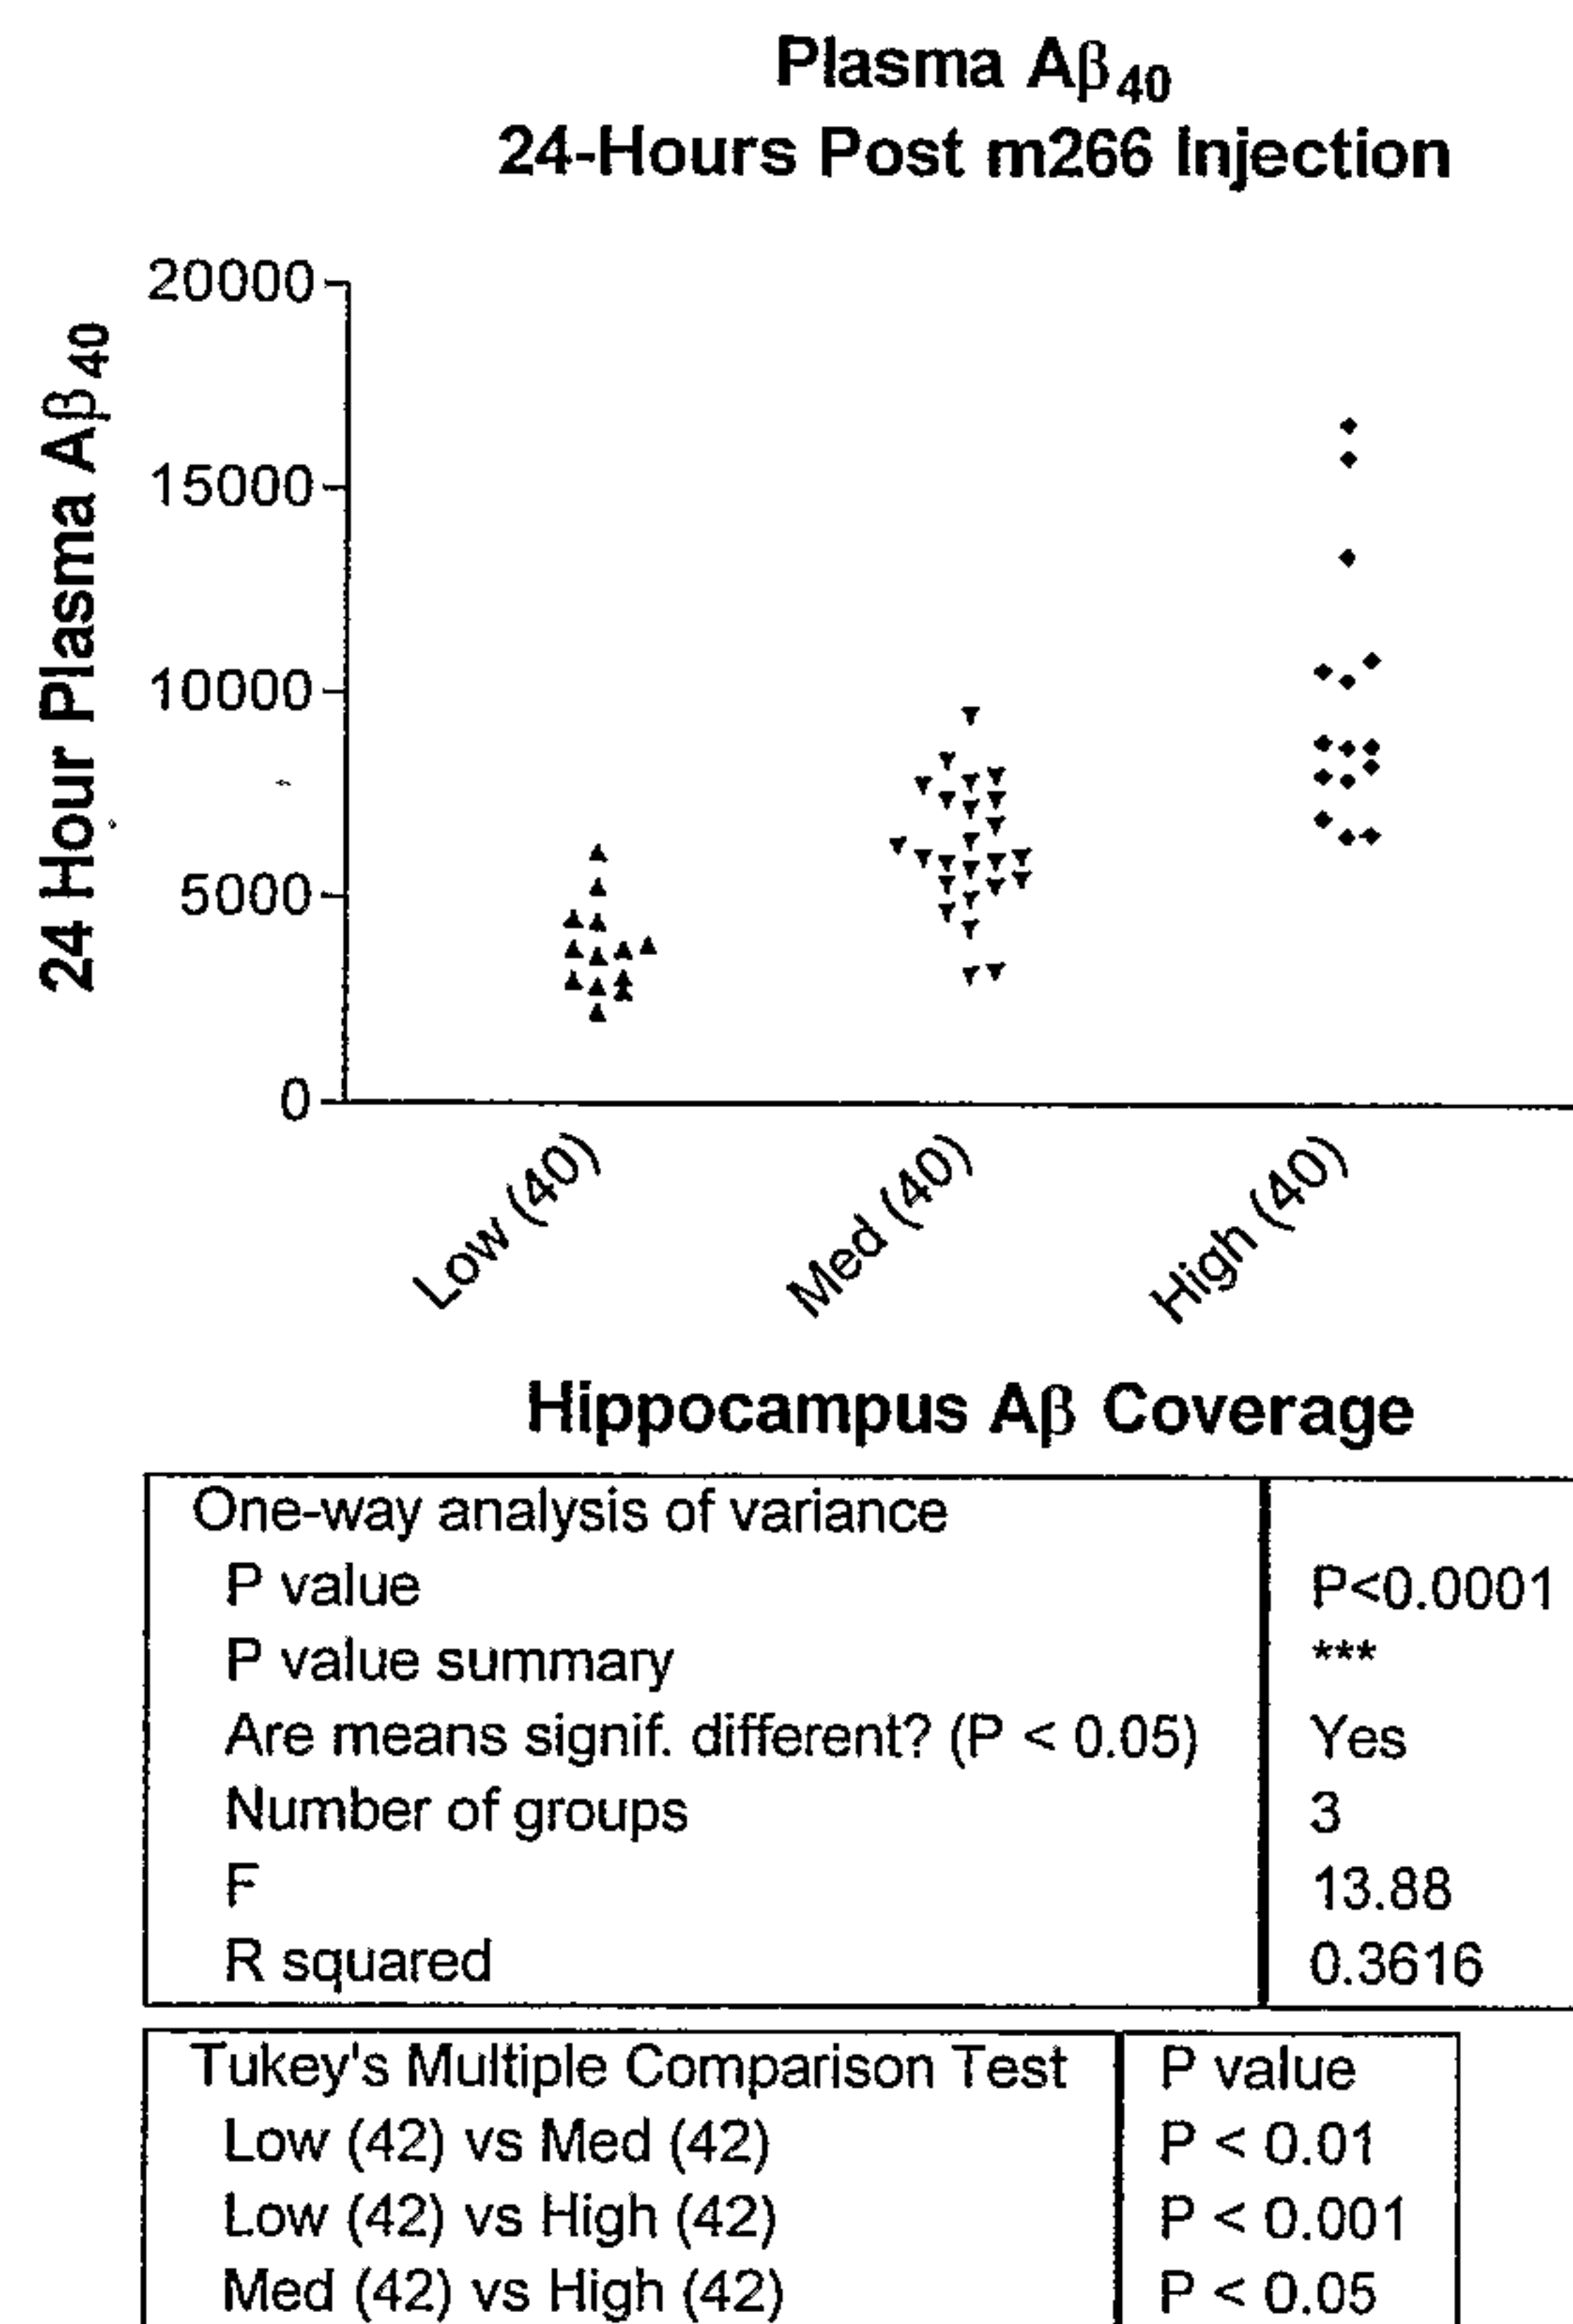 Plasma Aβ40
24-Hours Post m266 Injection
24 Hour Plasma Aβ40
20000
15000
10000
5000
0
Low (40)
Med (40)
High (40)
Hippocampus Aβ Coverage
One-way analysis of variance
P value P<0.0001
P value summary ***
Are means signif. different? (P < 0.05) Yes
Number of groups 3
F 13.88
R squared 0.3616
Tukey's Multiple Comparison Test P value
Low (42) vs Med (42) P < 0.01
Low (42) vs High (42) P < 0.001
Med (42) vs High (42) P < 0.05